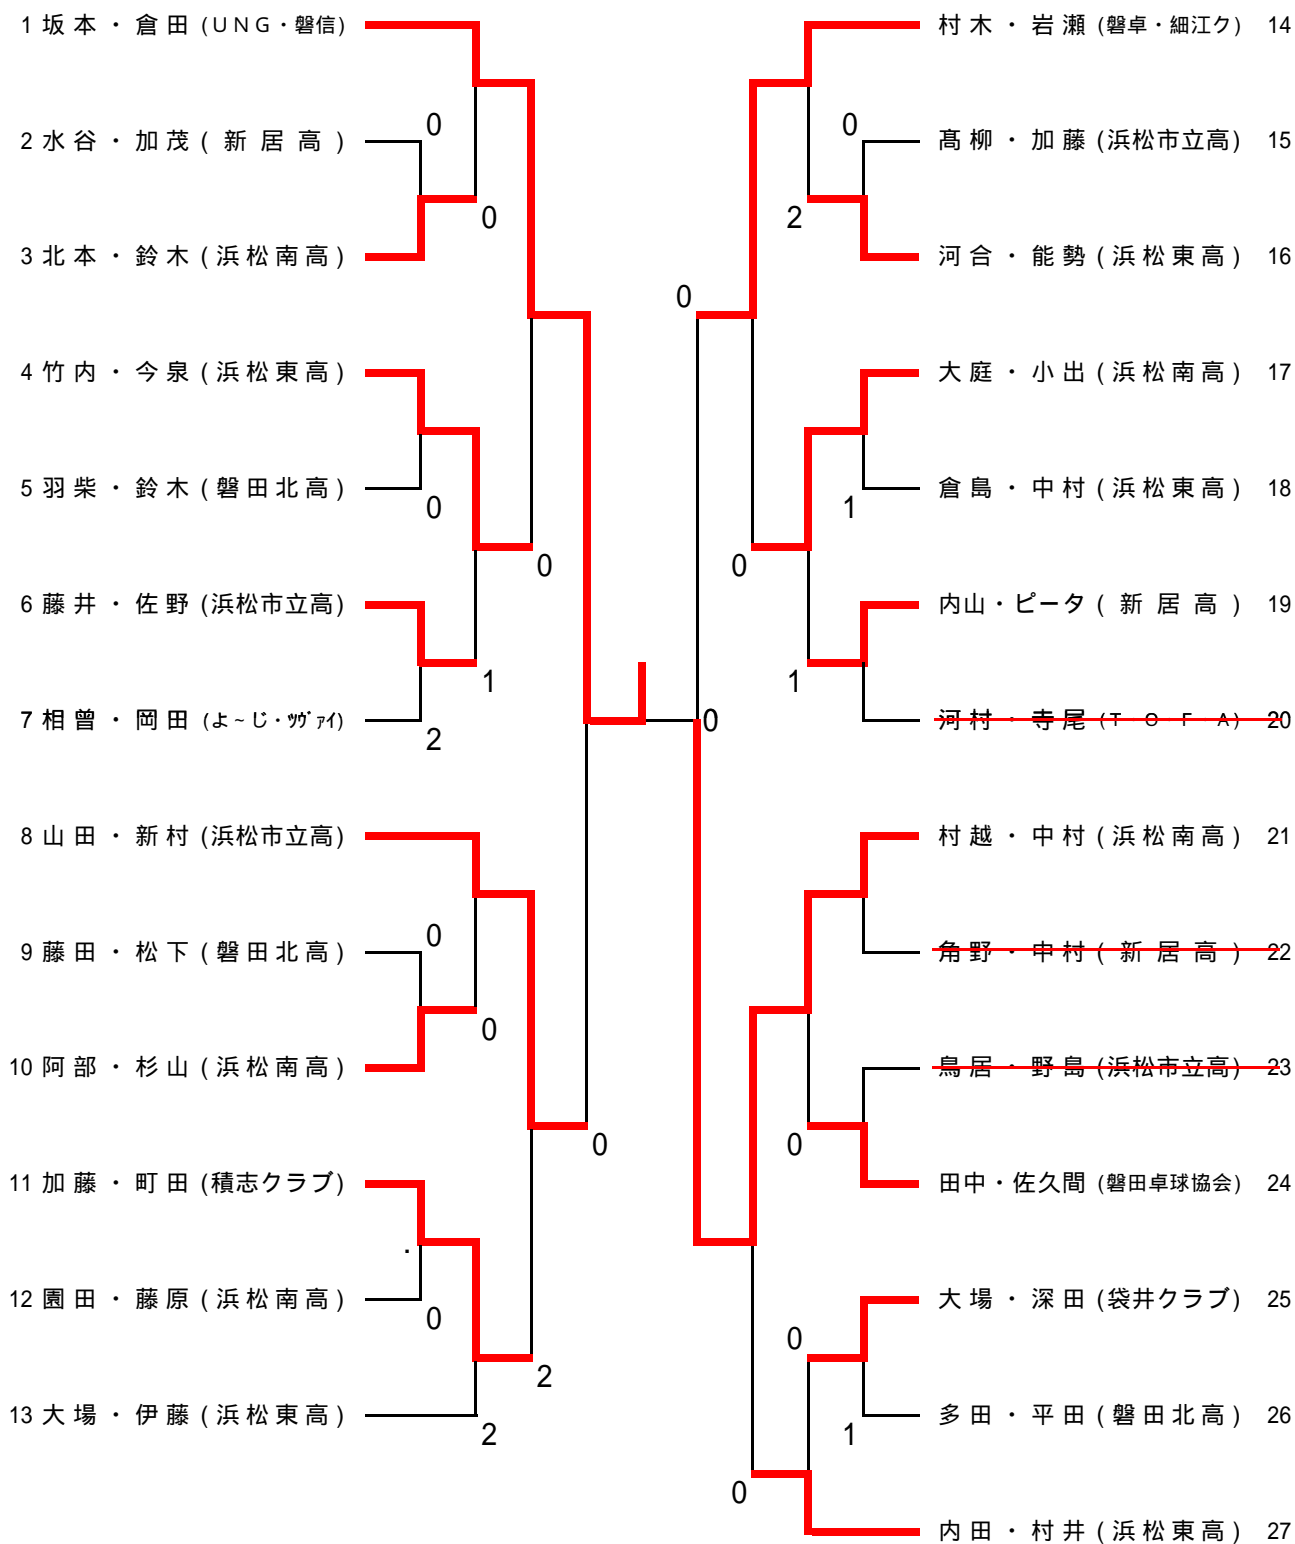 1 坂本・倉田 (UNG・磐信)
0
2 水谷・加茂 (新居高)
0
3 北本・鈴木 (浜松南高)
4 竹内・今泉 (浜松東高)
5 羽柴・鈴木 (磐田北高)
0
0
6 藤井・佐野 (浜松市立高)
1
7 相曾・岡田 (よ~じ・ﾂヴｧｲ)
2
8 山田・新村 (浜松市立高)
0
9 藤田・松下 (磐田北高)
0
10 阿部・杉山 (浜松南高)
0
11 加藤・町田 (積志クラブ)
12 園田・藤原 (浜松南高)
0
2
13 大場・伊藤 (浜松東高)
2
0
村木・岩瀬 (磐卓・細江ク) 14
0
髙柳・加藤 (浜松市立高) 15
2
河合・能勢 (浜松東高) 16
0
大庭・小出 (浜松南高) 17
倉島・中村 (浜松東高) 18
1
0
内山・ピータ (新居高) 19
1
河村・寺尾 (TOFA) 20
村越・中村 (浜松南高) 21
角野・中村 (新居高) 22
鳥居・野島 (浜松市立高) 23
0
田中・佐久間 (磐田卓球協会) 24
大場・深田 (袋井クラブ) 25
0
多田・平田 (磐田北高) 26
1
0
内田・村井 (浜松東高) 27